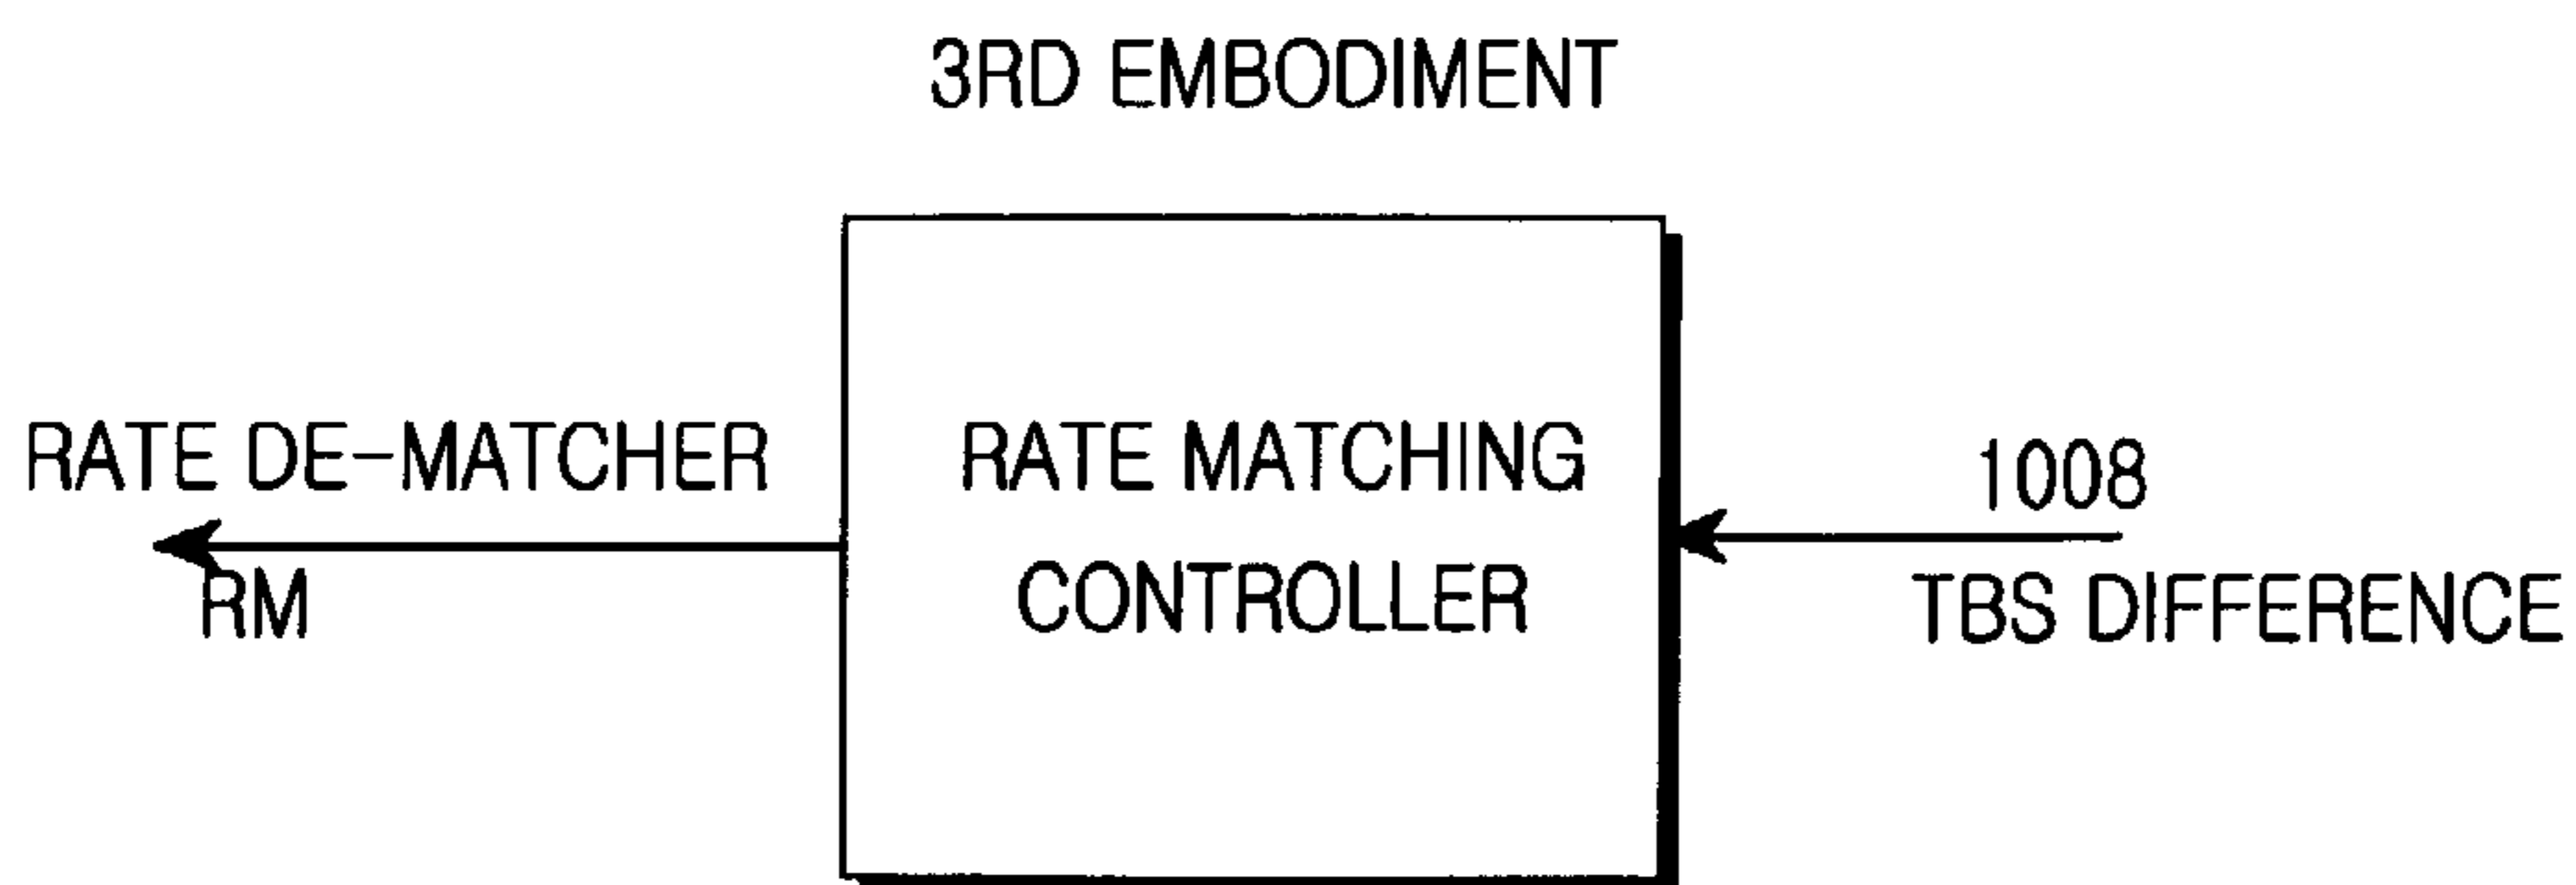 3RD EMBODIMENT
RATE DE-MATCHER
RM
RATE MATCHING
CONTROLLER
1008
TBS DIFFERENCE